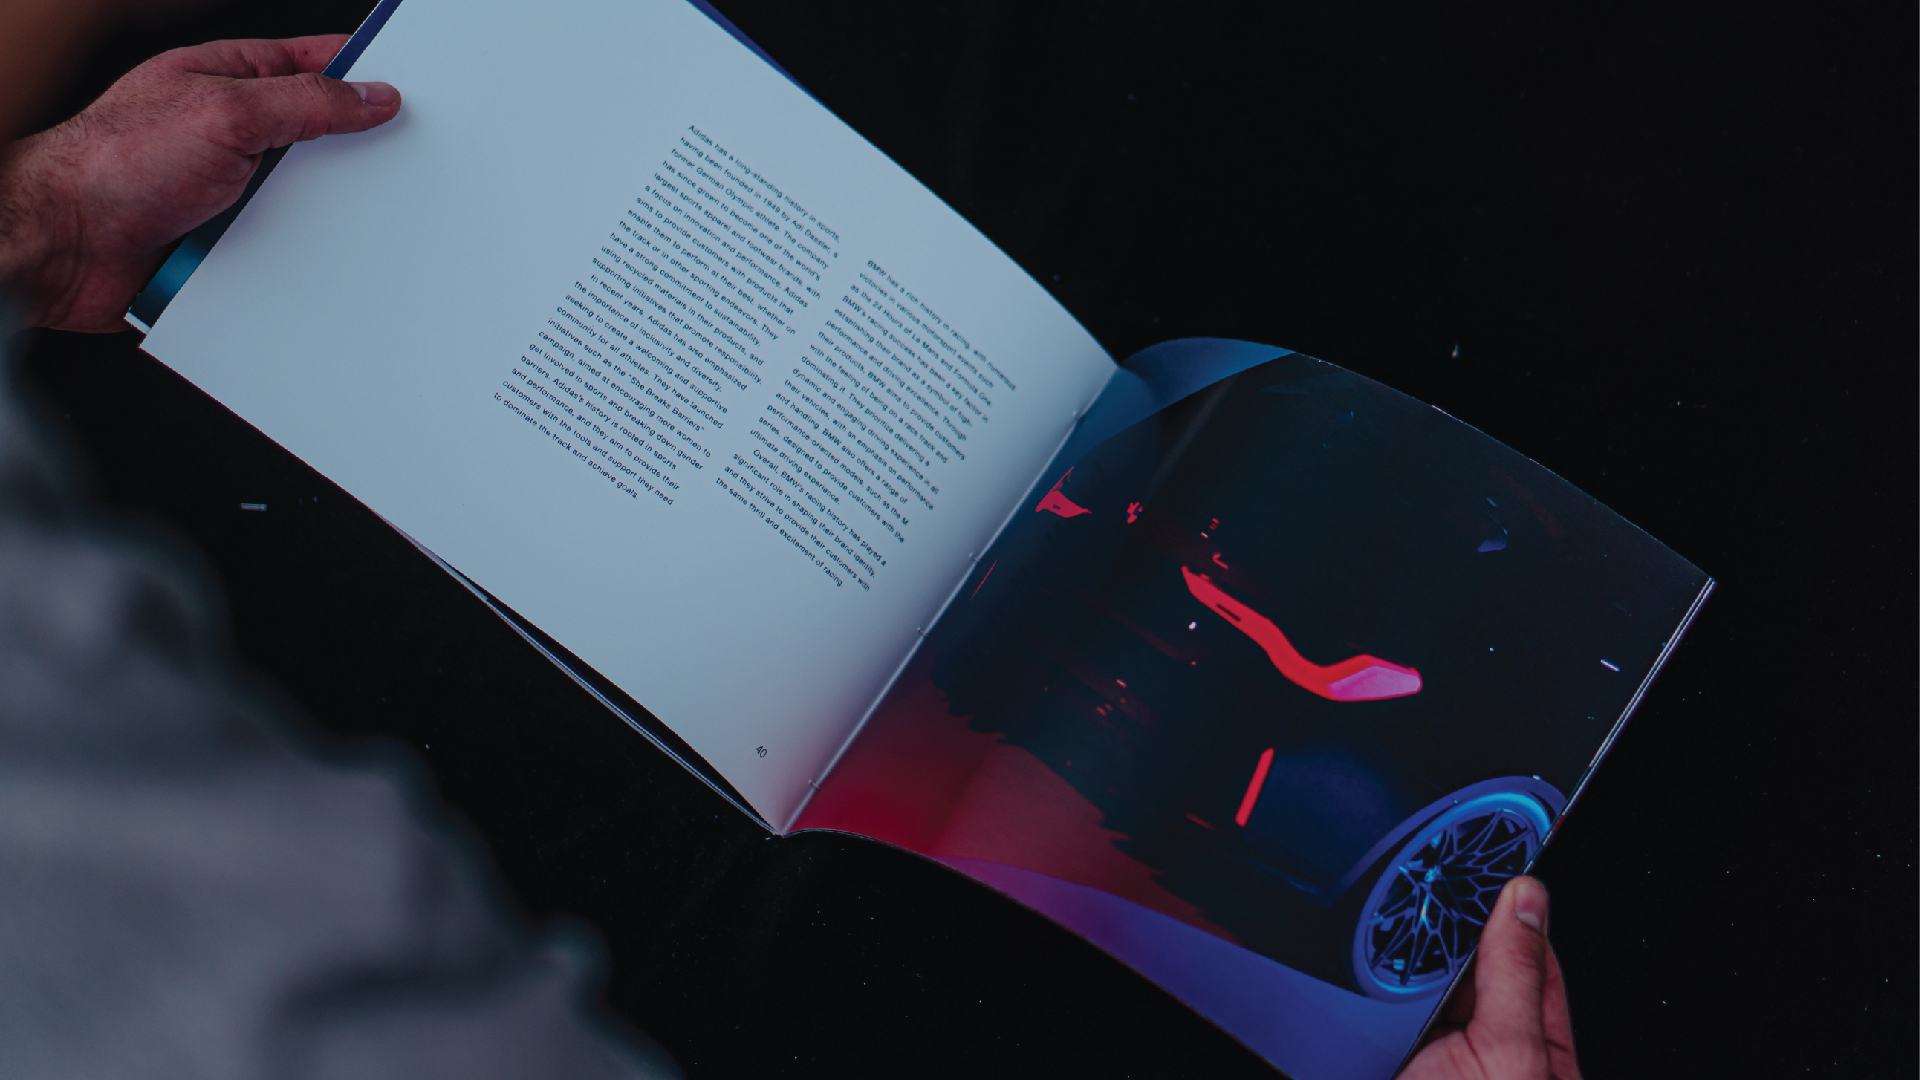 Adidas has a long-standing history in sports,
having been founded in 1949 by Adi Dassler, a
former German Olympic athlete. The company
has since grown to become one of the world's
largest sports apparel and footwear brands, with
a focus on innovation and performance. Adidas
aims to provide customers with products that
enable them to perform at their best, whether on
the track or in other sporting endeavors. They
have a strong commitment to sustainability,
using recycled materials in their products, and
supporting initiatives that promote responsibility.
In recent years, Adidas has also emphasized
the importance of inclusivity and diversity,
seeking to create a welcoming and supportive
community for all athletes. They have launched
initiatives such as the "She Breaks Barriers"
campaign, aimed at encouraging more women to
get involved in sports and breaking down gender
barriers. Adidas's history is rooted in sports
and performance, and they aim to provide their
customers with the tools and support they need
to dominate the track and achieve goals.
BMW has a rich history in racing, with numerous
victories in various motorsport events such
as the 24 Hours of Le Mans and Formula One.
BMW's racing success has been a key factor in
establishing their brand as a symbol of high-
performance and driving excellence. Through
their products, BMW aims to provide customers
with the feeling of being on a race track and
dominating it. They prioritize delivering a
dynamic and engaging driving experience in all
their vehicles, with an emphasis on performance
and handling. BMW also offers a range of
performance-oriented models, such as the M
series, designed to provide customers with the
ultimate driving experience.
Overall, BMW's racing history has played a
significant role in shaping their brand identity,
and they strive to provide their customers with
the same thrill and excitement of racing
40